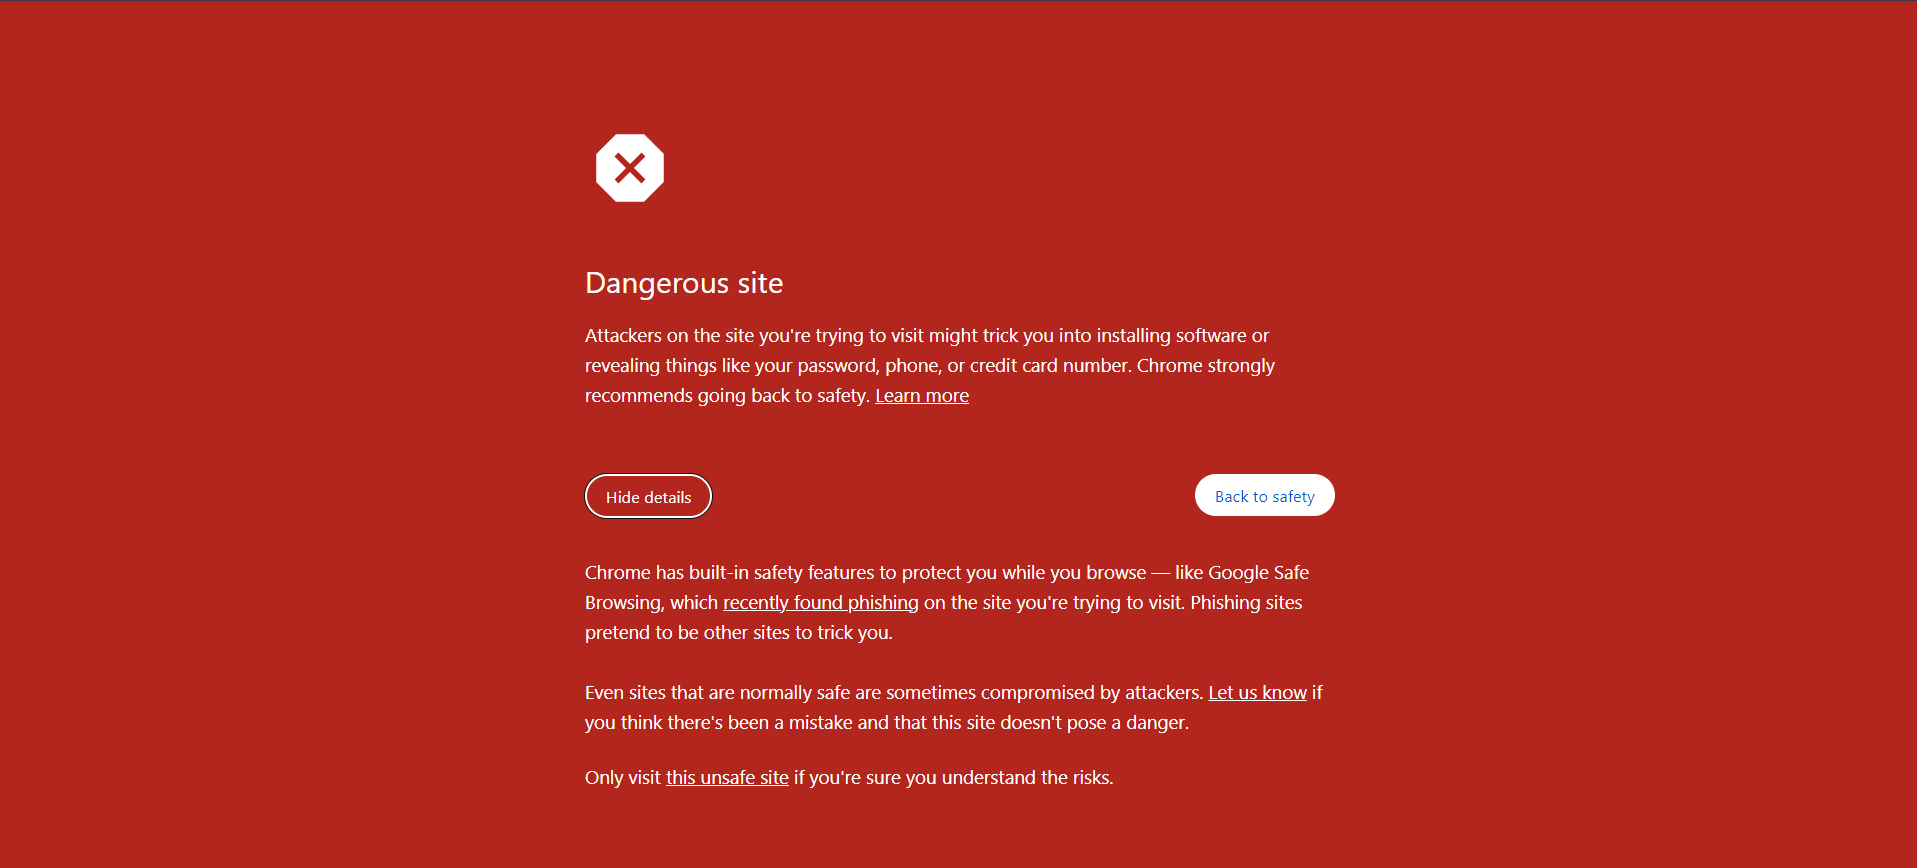 Dangerous site
Attackers on the site you're trying to visit might trick you into installing software or
revealing things like your password, phone, or credit card number. Chrome strongly
recommends going back to safety. Learn more
Hide details
Back to safety
Chrome has built-in safety features to protect you while you browse — like Google Safe
Browsing, which recently found phishing on the site you're trying to visit. Phishing sites
pretend to be other sites to trick you.
Even sites that are normally safe are sometimes compromised by attackers. Let us know if
you think there's been a mistake and that this site doesn't pose a danger.
Only visit this unsafe site if you're sure you understand the risks.